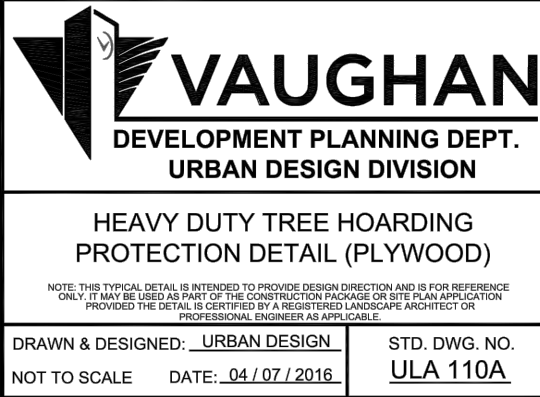 VAUGHAN
DEVELOPMENT PLANNING DEPT.
URBAN DESIGN DIVISION
HEAVY DUTY TREE HOARDING
PROTECTION DETAIL (PLYWOOD)
NOTE: THIS TYPICAL DETAIL IS INTENDED TO PROVIDE DESIGN DIRECTION AND IS FOR REFERENCE
ONLY. IT MAY BE USED AS PART OF THE CONSTRUCTION PACKAGE OR SITE PLAN APPLICATION
PROVIDED THE DETAIL IS CERTIFIED BY A REGISTERED LANDSCAPE ARCHITECT OR
PROFESSIONAL ENGINEER AS APPLICABLE.
DRAWN & DESIGNED: URBAN DESIGN
NOT TO SCALE DATE: 04 / 07 / 2016
STD. DWG. NO.
ULA 110A